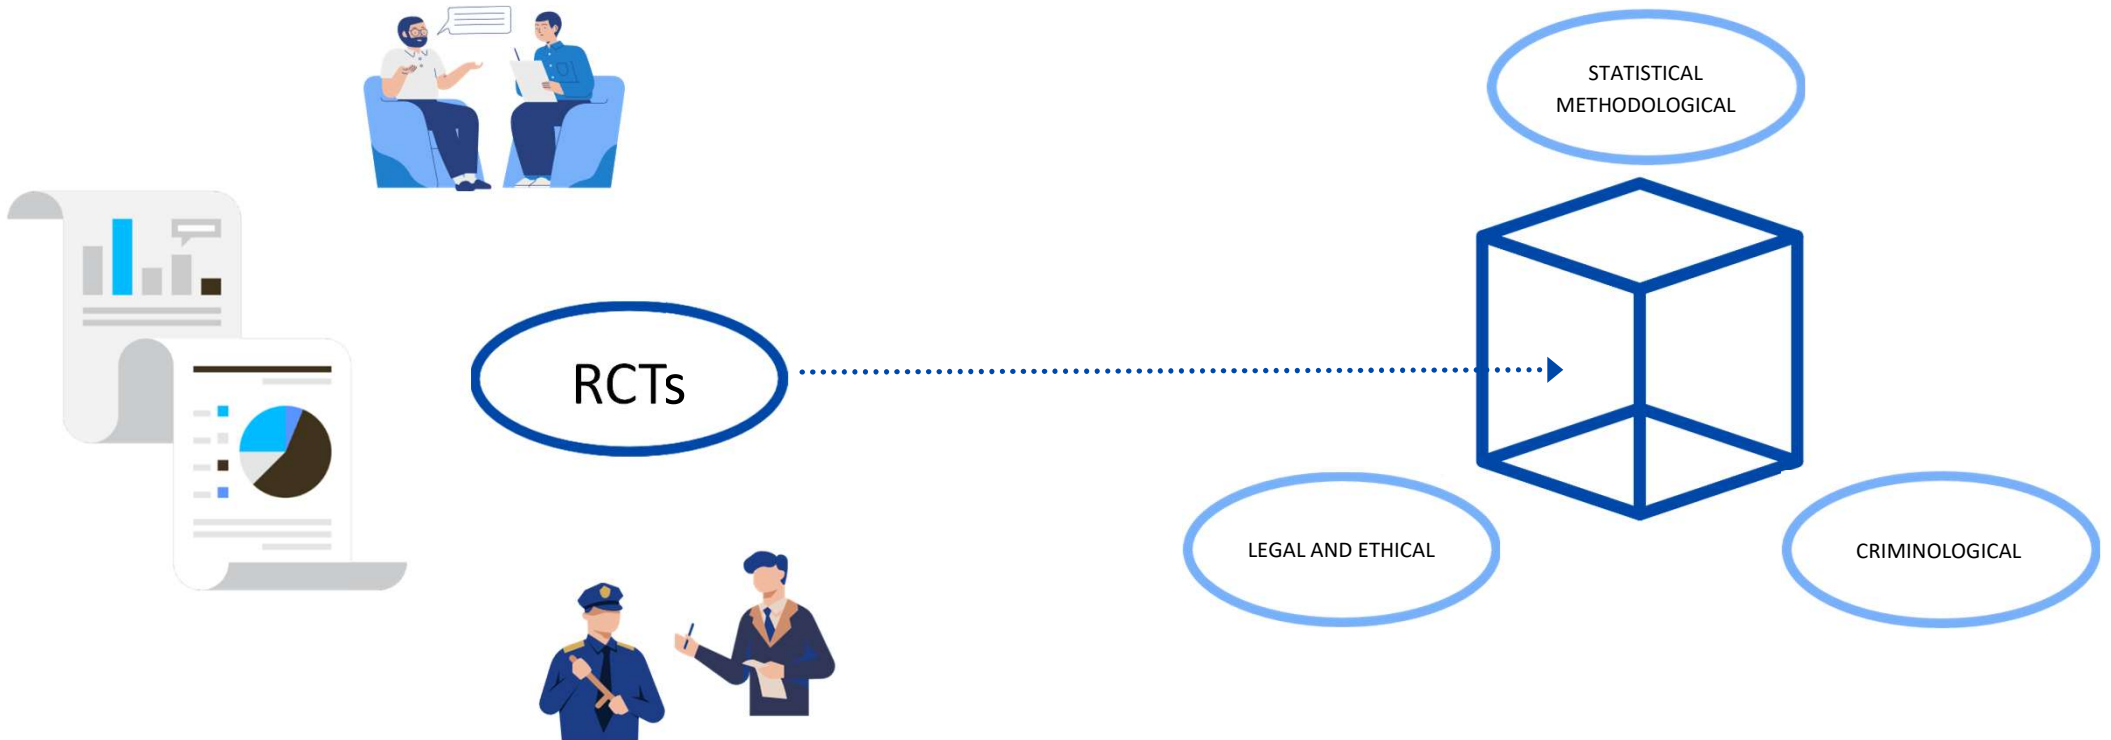 STATISTICAL
METHODOLOGICAL
RCTs
LEGAL AND ETHICAL
CRIMINOLOGICAL